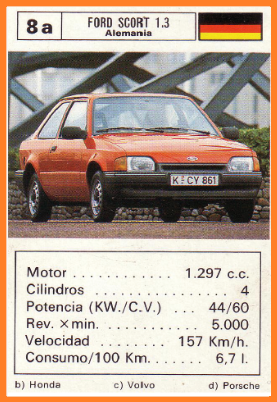 8a
FORD SCORT 1.3
Alemania
K-CY 861
Motor ............ 1.297 c.c.
Cilindros ................ 4
Potencia (KW./C.V.) ... 44/60
Rev. × min. .......... 5.000
Velocidad ....... 157 Km/h.
Consumo/100 Km. ...... 6,7 l.
b) Honda c) Volvo d) Porsche